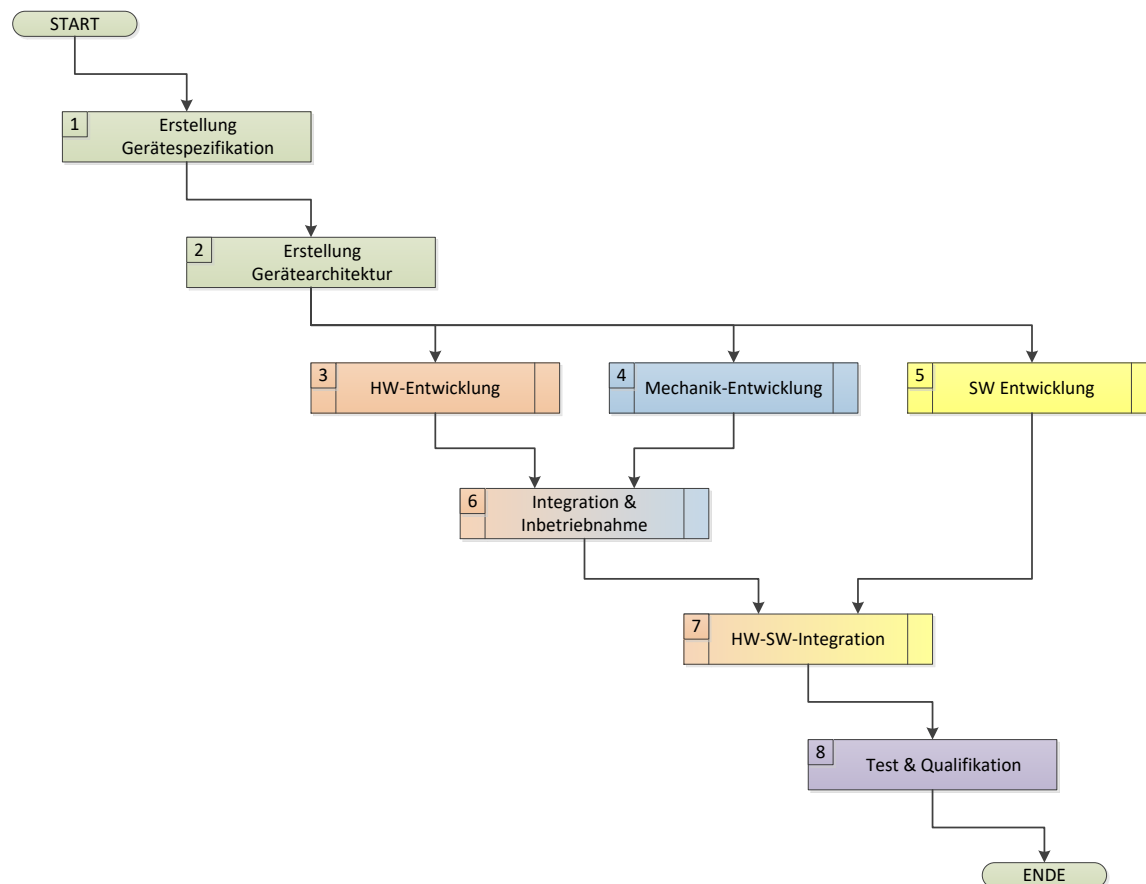 START
1
Erstellung
Gerätespezifikation
2
Erstellung
Gerätearchitektur
3
HW-Entwicklung
4
Mechanik-Entwicklung
5
SW Entwicklung
6
Integration &
Inbetriebnahme
7
HW-SW-Integration
8
Test & Qualifikation
ENDE